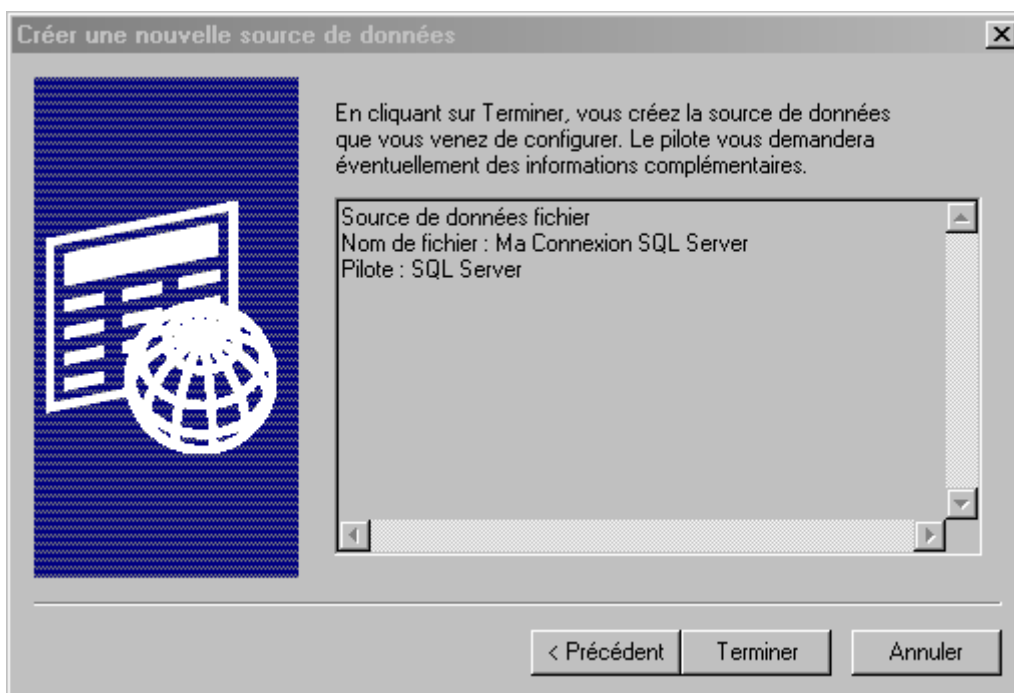 Créer une nouvelle source de données
En cliquant sur Terminer, vous créez la source de données
que vous venez de configurer. Le pilote vous demandera
éventuellement des informations complémentaires.
Source de données fichier
Nom de fichier : Ma Connexion SQL Server
Pilote : SQL Server
< Précédent
Terminer
Annuler